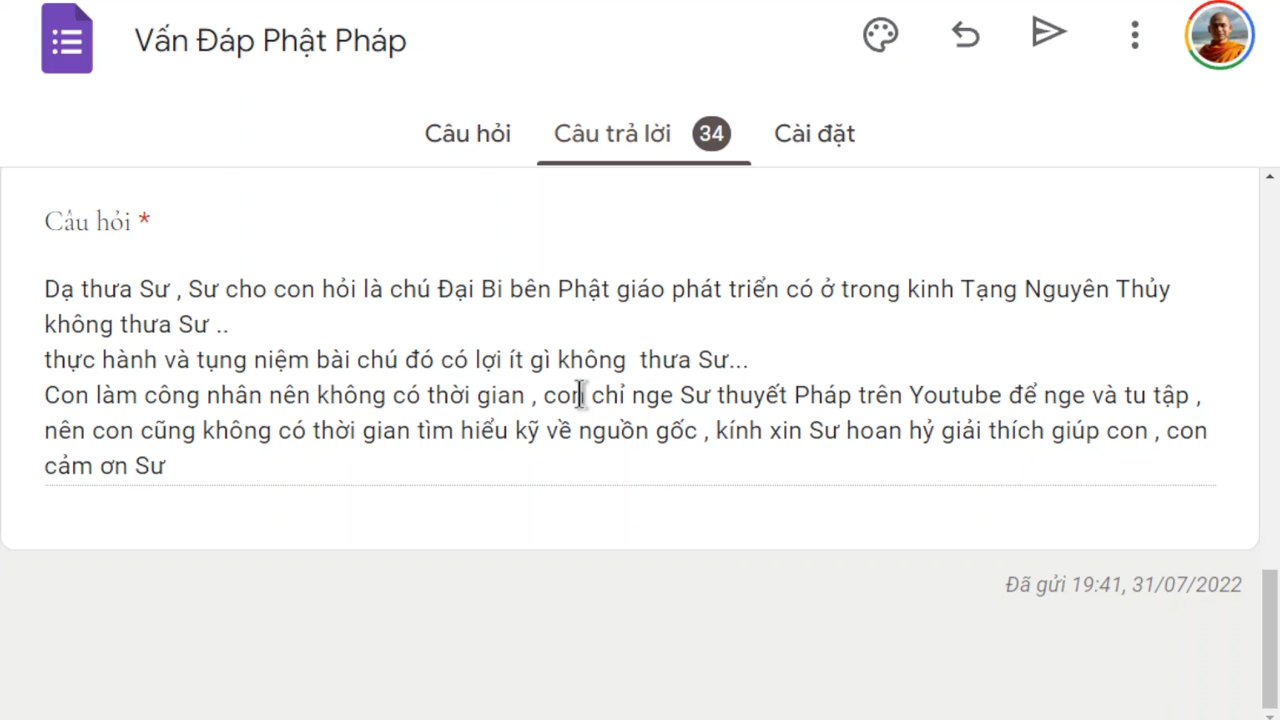 Vấn Đáp Phật Pháp
Câu hỏi
Câu trả lời 34
Cài đặt
Câu hỏi *
Dạ thưa Sư , Sư cho con hỏi là chú Đại Bi bên Phật giáo phát triển có ở trong kinh Tạng Nguyên Thủy
không thưa Sư ..
thực hành và tụng niệm bài chú đó có lợi ít gì không thưa Sư...
Con làm công nhân nên không có thời gian , con chỉ nge Sư thuyết Pháp trên Youtube để nge và tu tập ,
nên con cũng không có thời gian tìm hiểu kỹ về nguồn gốc , kính xin Sư hoan hỷ giải thích giúp con , con
cảm ơn Sư
Đã gửi 19:41, 31/07/2022